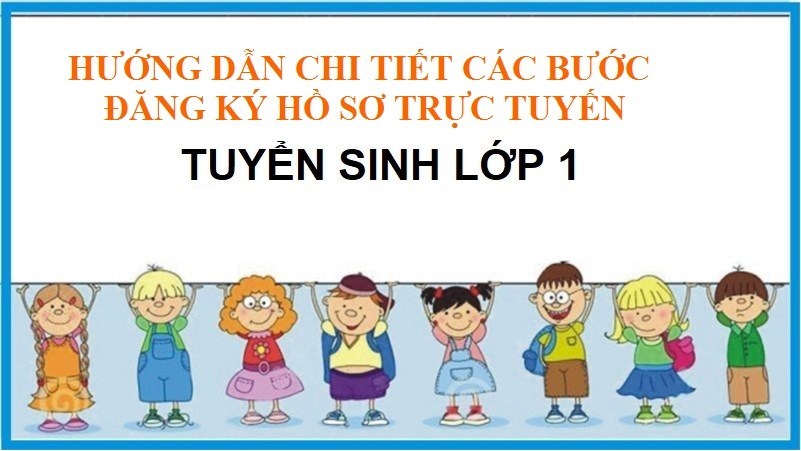 HƯỚNG DẪN CHI TIẾT CÁC BƯỚC
ĐĂNG KÝ HỒ SƠ TRỰC TUYẾN
TUYỂN SINH LỚP 1